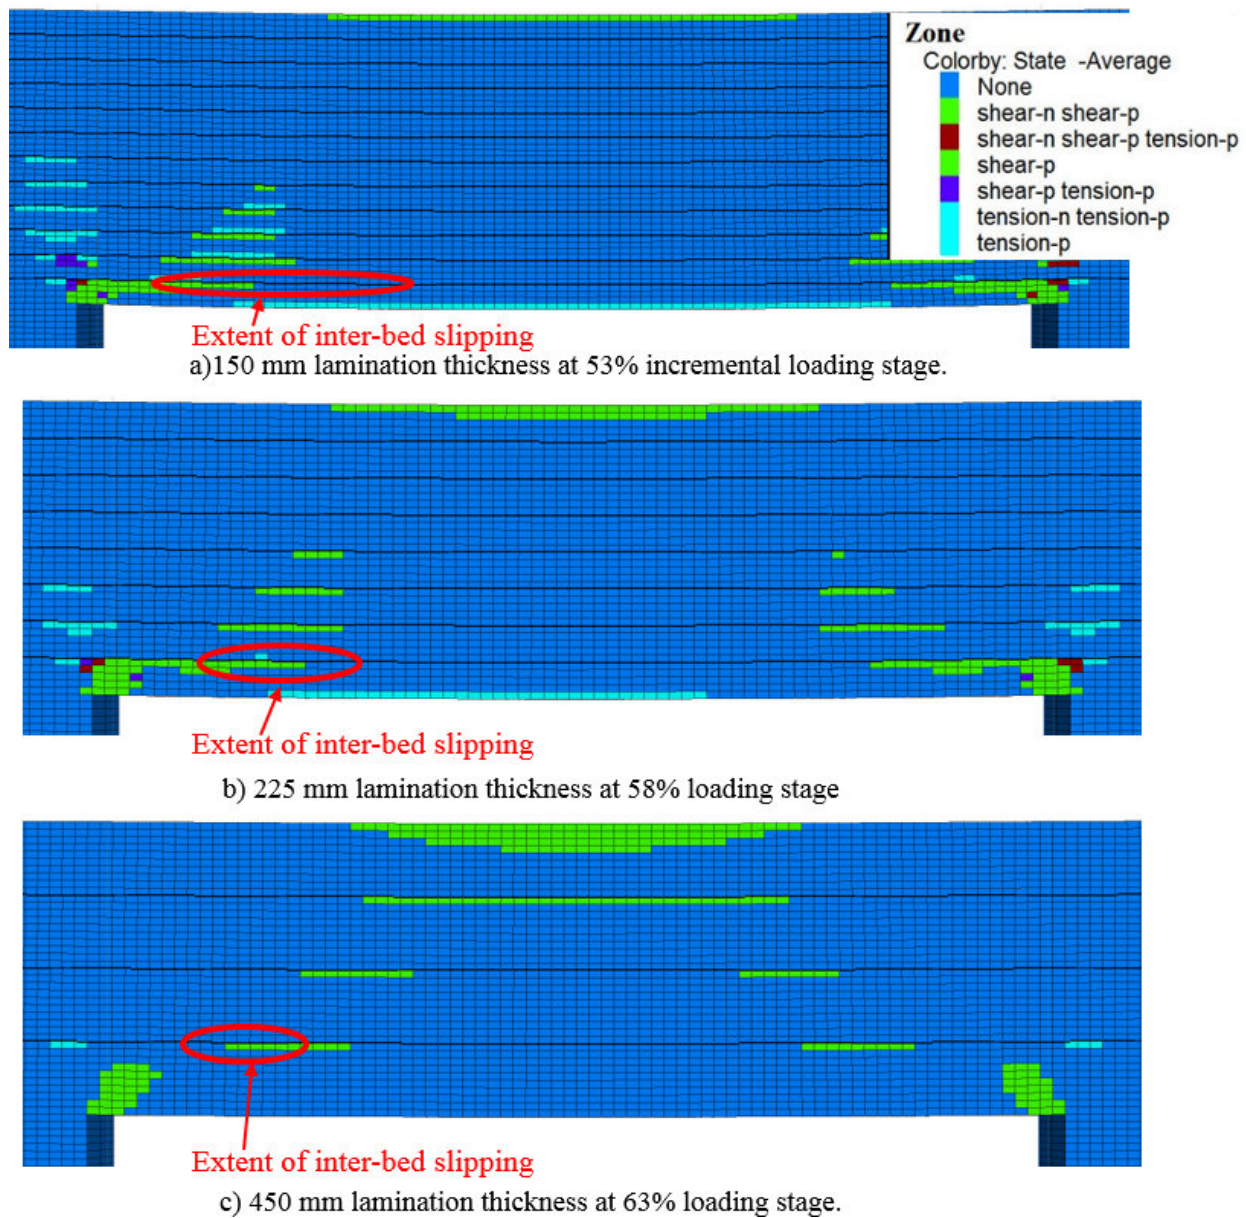 Zone
Colorby: State -Average
None
shear-n shear-p
shear-n shear-p tension-p
shear-p
shear-p tension-p
tension-n tension-p
tension-p
Extent of inter-bed slipping
a)150 mm lamination thickness at 53% incremental loading stage.
Extent of inter-bed slipping
b) 225 mm lamination thickness at 58% loading stage
Extent of inter-bed slipping
c) 450 mm lamination thickness at 63% loading stage.